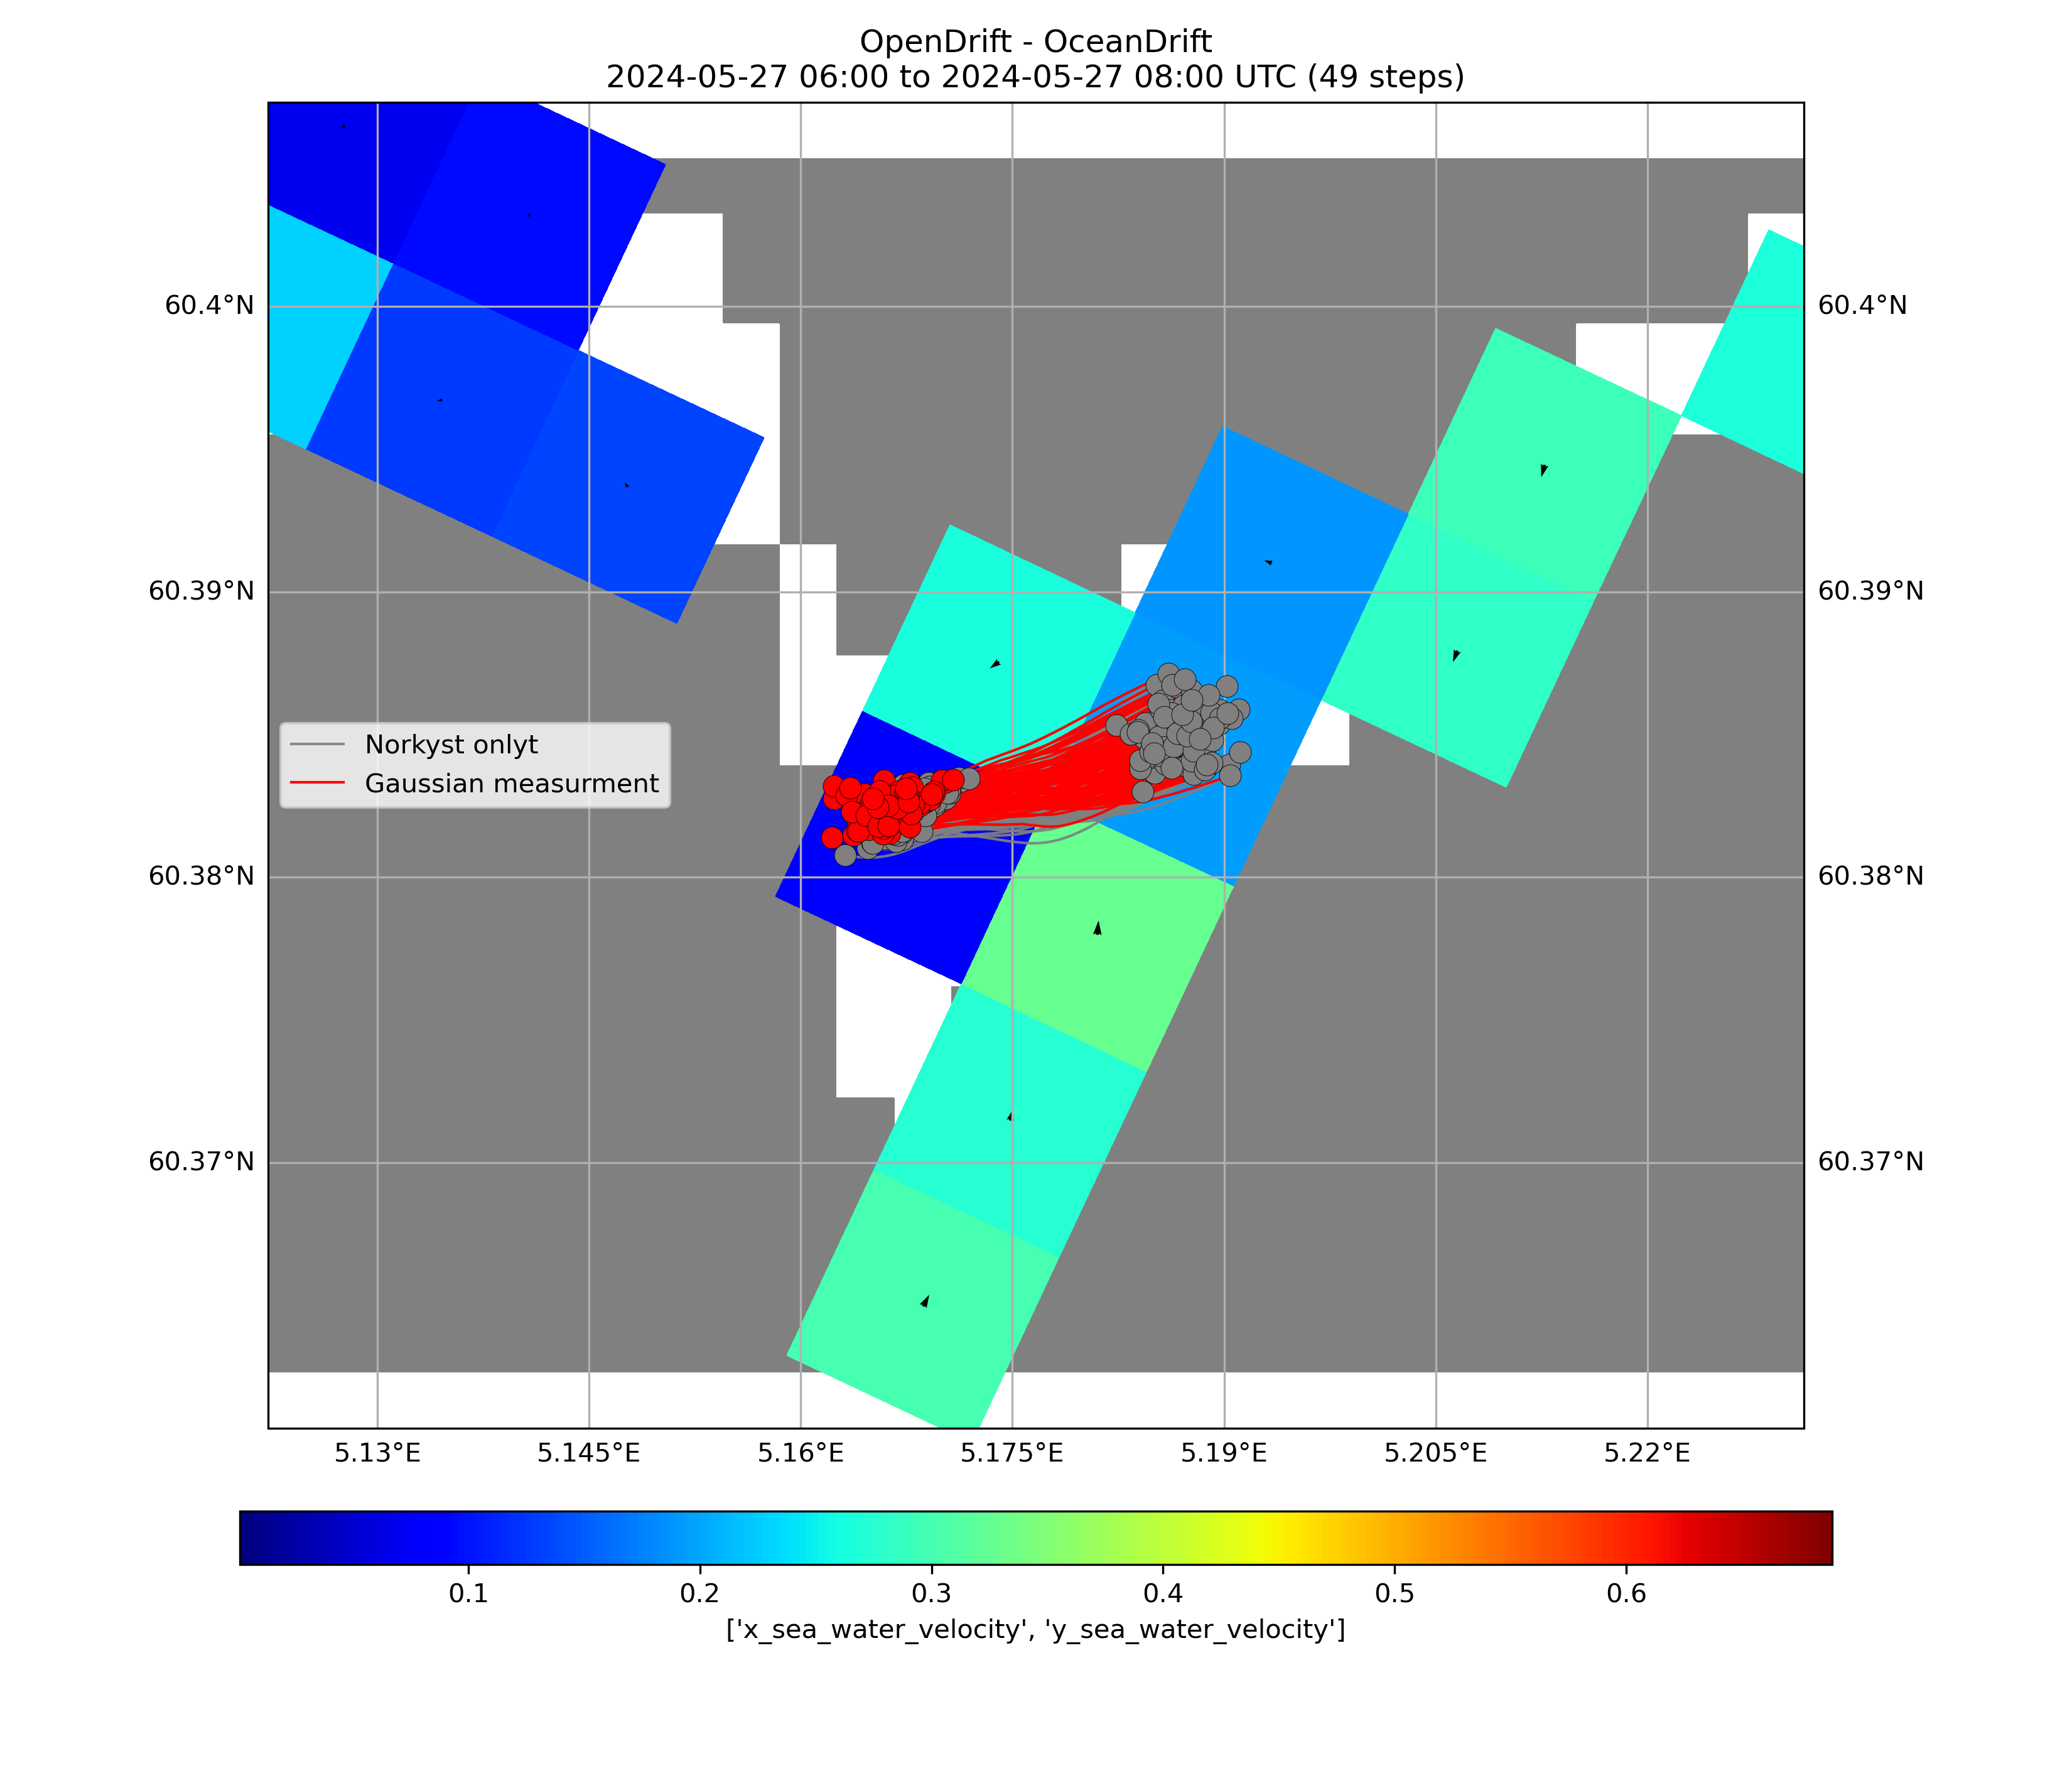 OpenDrift - OceanDrift
2024-05-27 06:00 to 2024-05-27 08:00 UTC (49 steps)
60.4°N
60.4°N
60.39°N
60.39°N
Norkyst onlyt
Gaussian measurment
60.38°N
60.38°N
60.37°N
60.37°N
5.13°E 5.145°E 5.16°E 5.175°E 5.19°E 5.205°E 5.22°E
0.1 0.2 0.3 0.4 0.5 0.6
['x_sea_water_velocity', 'y_sea_water_velocity']